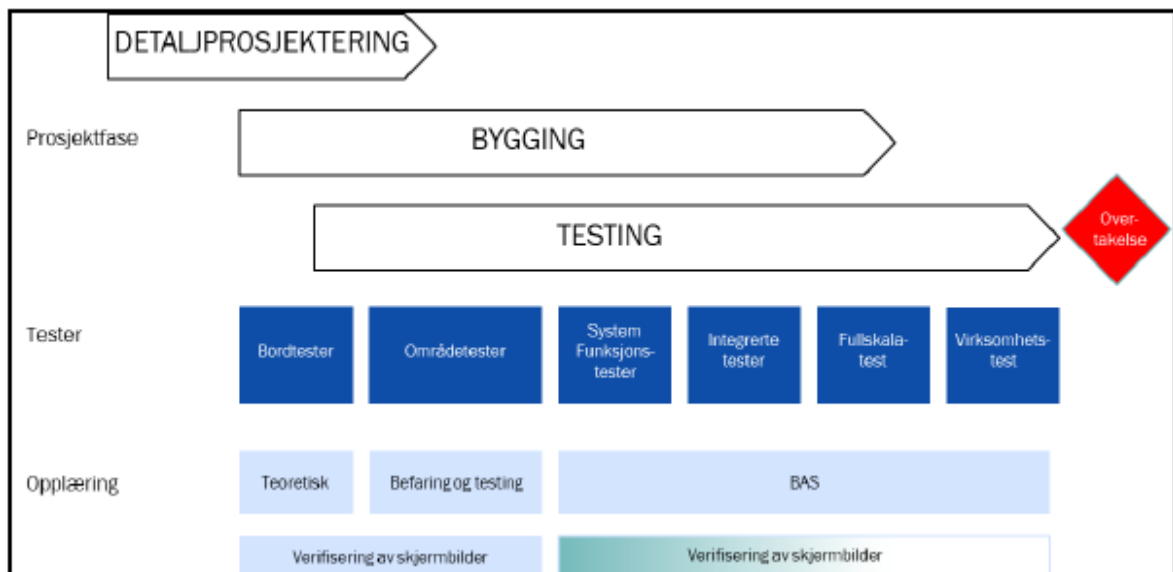 DETALJPROSJEKTERING
Prosjektfase
BYGGING
TESTING
Over-
takelse
Tester
Bordtester
Områdetester
System
Funksjons-
tester
Integrerte
tester
Fullskala-
test
Virksomhets-
test
Opplæring
Teoretisk
Befaring og testing
BAS
Verifisering av skjermbilder
Verifisering av skjermbilder